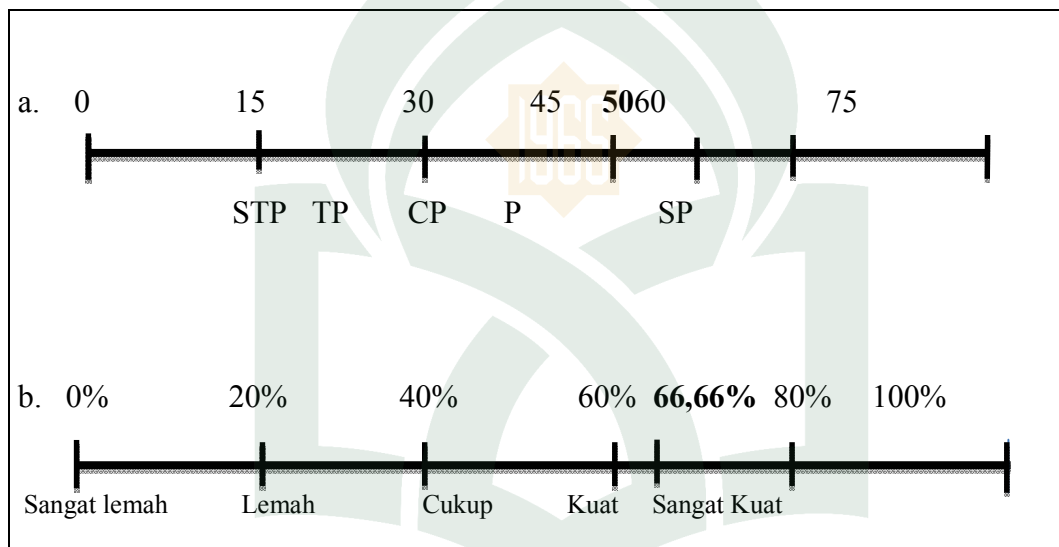 a. 0 15 30 45 5060 75
1965
STP TP CP P SP
b. 0% 20% 40% 60% 66,66% 80% 100%
Sangat lemah Lemah Cukup Kuat Sangat Kuat